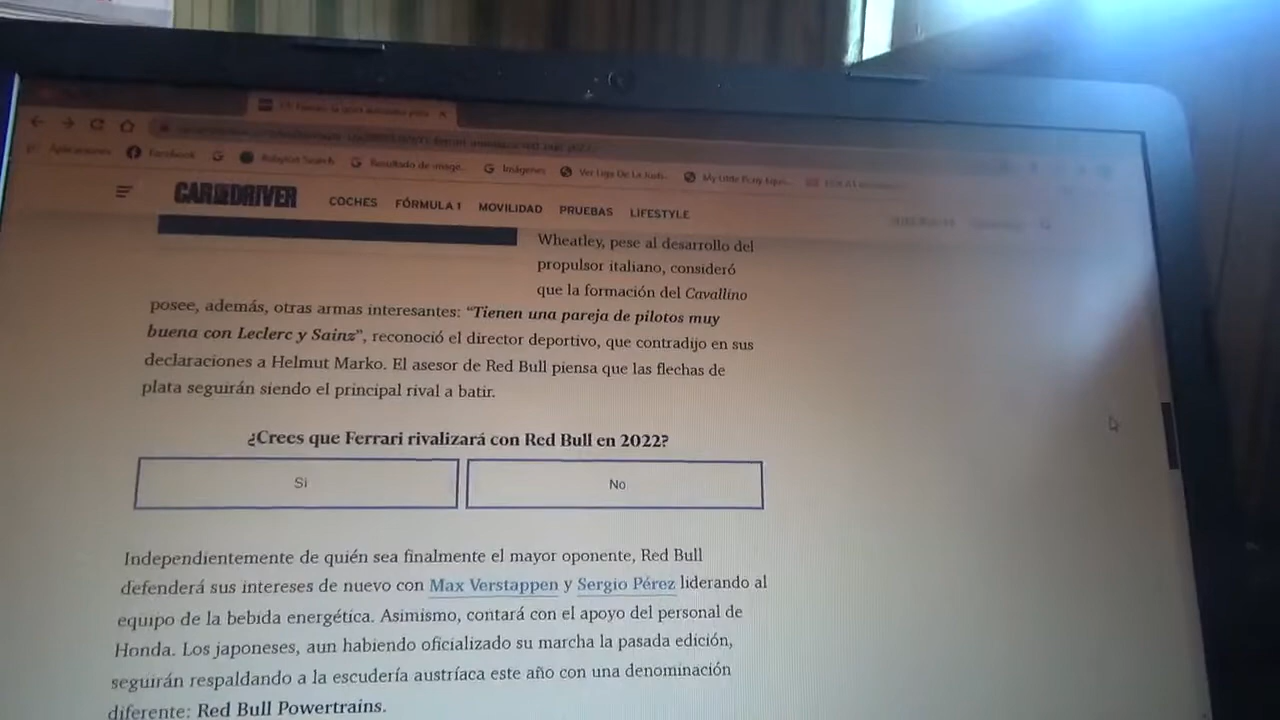 Aplicaciones Facebook Resultado de image... Imágenes Ver Liga De La Justi... My Little Pony Eques...
CAR AND DRIVER COCHES FÓRMULA 1 MOVILIDAD PRUEBAS LIFESTYLE
Wheatley, pese al desarrollo del
propulsor italiano, consideró
que la formación del Cavallino
posee, además, otras armas interesantes: “Tienen una pareja de pilotos muy
buena con Leclerc y Sainz”, reconoció el director deportivo, que contradijo en sus
declaraciones a Helmut Marko. El asesor de Red Bull piensa que las flechas de
plata seguirán siendo el principal rival a batir.
¿Crees que Ferrari rivalizará con Red Bull en 2022?
Sí No
Independientemente de quién sea finalmente el mayor oponente, Red Bull
defenderá sus intereses de nuevo con Max Verstappen y Sergio Pérez liderando al
equipo de la bebida energética. Asimismo, contará con el apoyo del personal de
Honda. Los japoneses, aun habiendo oficializado su marcha la pasada edición,
seguirán respaldando a la escudería austríaca este año con una denominación
diferente: Red Bull Powertrains.